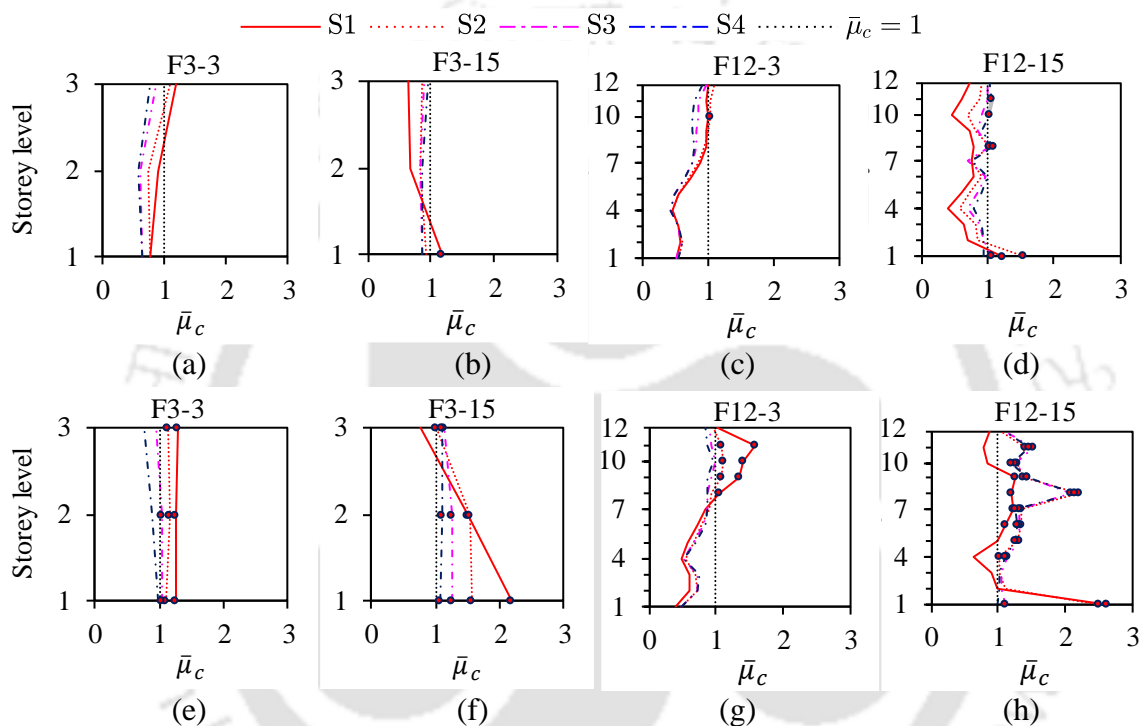 S1 S2 S3 S4 μ̄c = 1
F3-3 F3-15 F12-3 F12-15
Storey level
3 2 1
0 1 2 3
μ̄c
(a)
3 2 1
0 1 2 3
μ̄c
(b)
12 10 7 4 1
0 1 2 3
μ̄c
(c)
12 10 7 4 1
0 1 2 3
μ̄c
(d)
F3-3 F3-15 F12-3 F12-15
Storey level
3 2 1
0 1 2 3
μ̄c
(e)
3 2 1
0 1 2 3
μ̄c
(f)
12 10 7 4 1
0 1 2 3
μ̄c
(g)
12 10 7 4 1
0 1 2 3
μ̄c
(h)